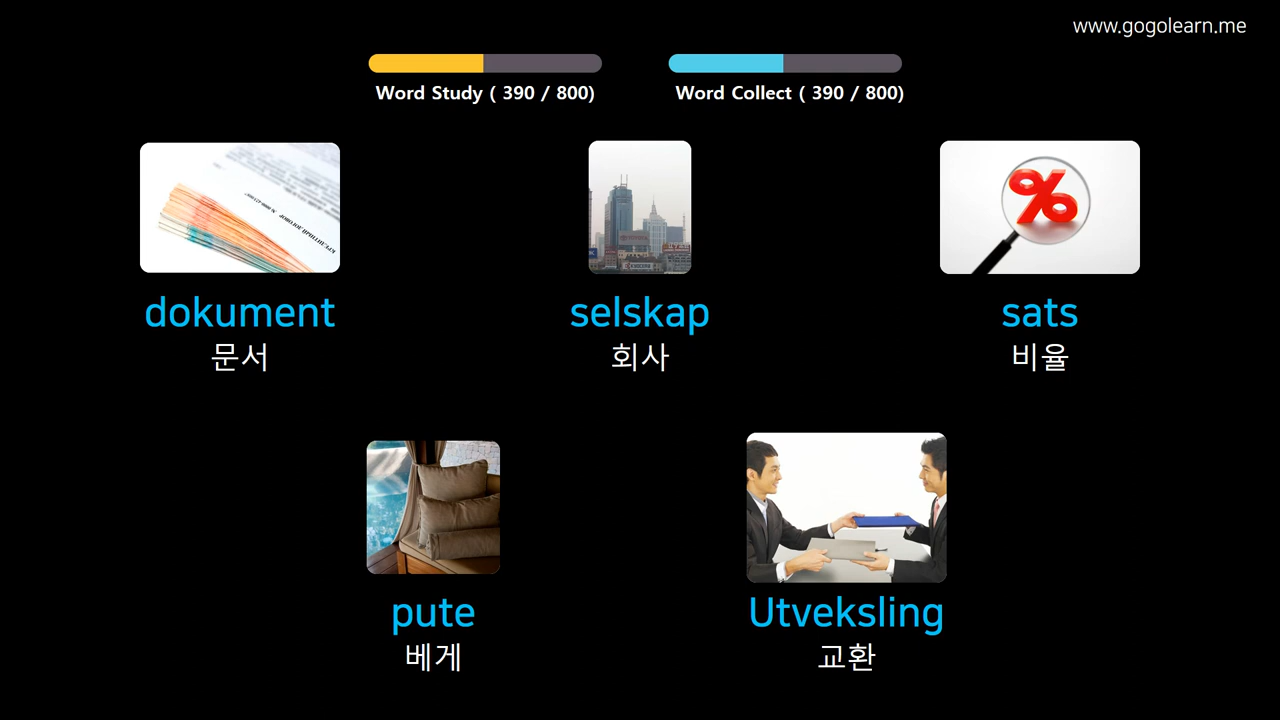 www.gogolearn.me
Word Study ( 390 / 800)
Word Collect ( 390 / 800)
dokument
문서
selskap
회사
sats
비율
pute
베게
Utveksling
교환